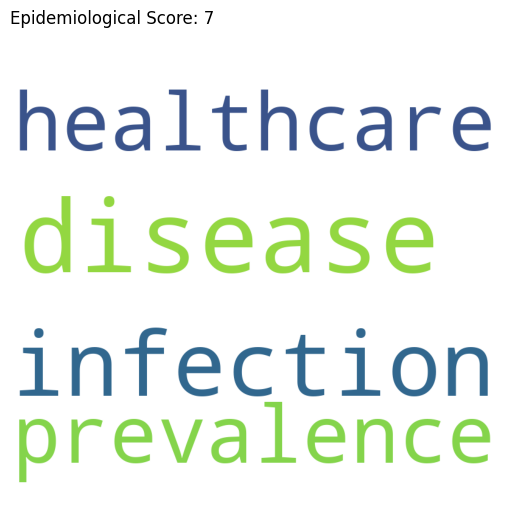 Epidemiological Score: 7
healthcare
disease
infection
prevalence